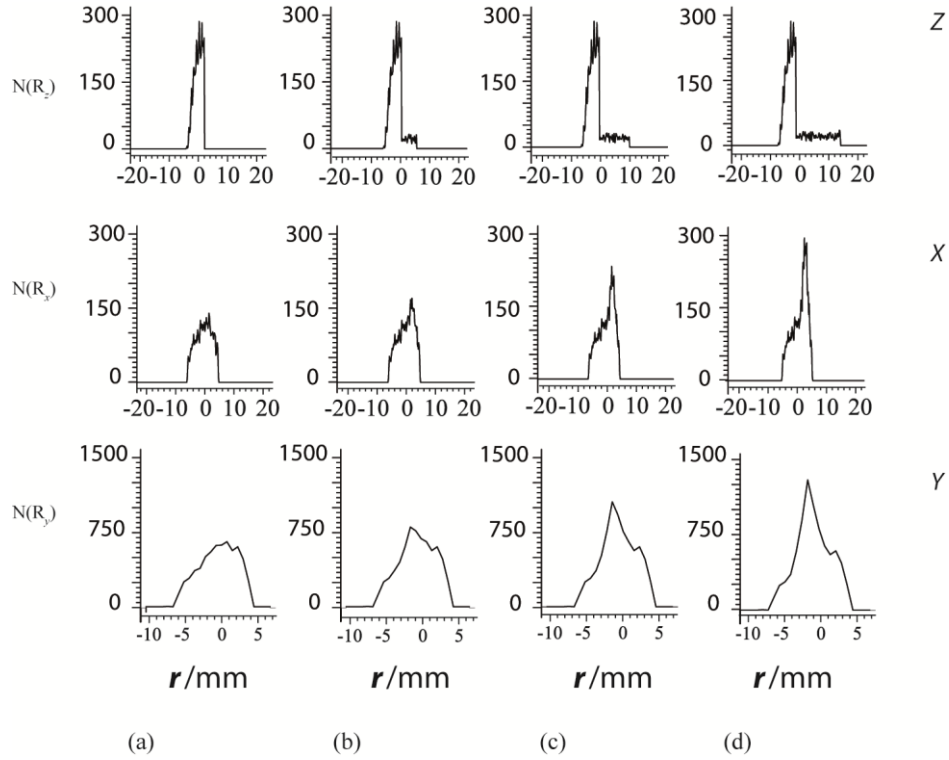 300 300 300 300 Z
N(R_z) 150 150 150 150
0 0 0 0
-20 -10 0 10 20 -20 -10 0 10 20 -20 -10 0 10 20 -20 -10 0 10 20
300 300 300 300 X
N(R_x) 150 150 150 150
0 0 0 0
-20 -10 0 10 20 -20 -10 0 10 20 -20 -10 0 10 20 -20 -10 0 10 20
1500 1500 1500 1500 Y
N(R_y) 750 750 750 750
0 0 0 0
-10 -5 0 5 -10 -5 0 5 -10 -5 0 5 -10 -5 0 5
r/mm r/mm r/mm r/mm
(a) (b) (c) (d)